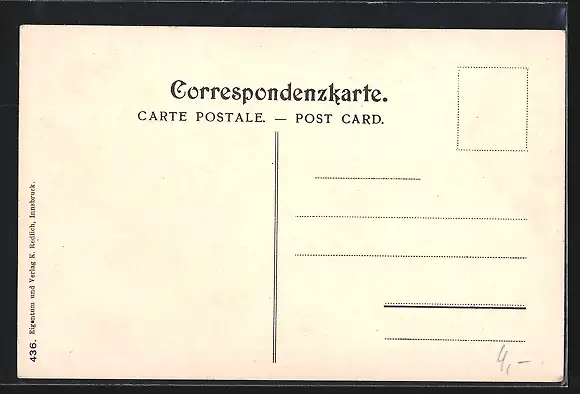 Correspondenzkarte.
CARTE POSTALE. — POST CARD.
436. Eigentum und Verlag K. Redlich, Innsbruck.
4,–